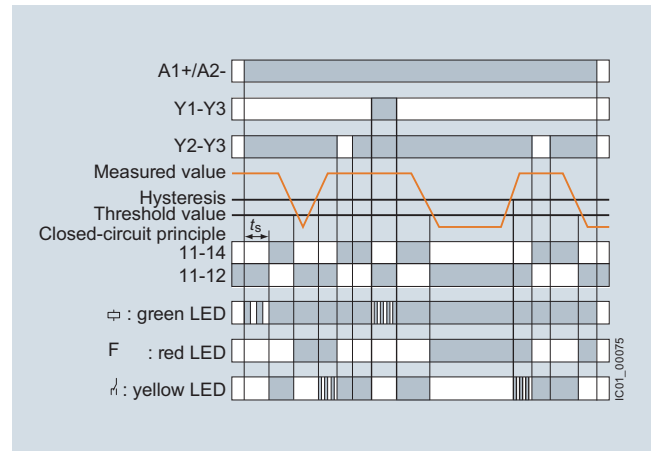 A1+/A2-
Y1-Y3
Y2-Y3
Measured value
Hysteresis
Threshold value
Closed-circuit principle
ts
11-14
11-12
: green LED
F : red LED
: yellow LED
IC01_00075